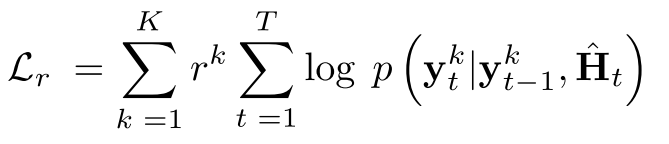 $\mathcal{L}_r = \sum_{k=1}^{K} r^k \sum_{t=1}^{T} \log \, p \left( \mathbf{y}_t^k | \mathbf{y}_{t-1}^k, \hat{\mathbf{H}}_t \right)$